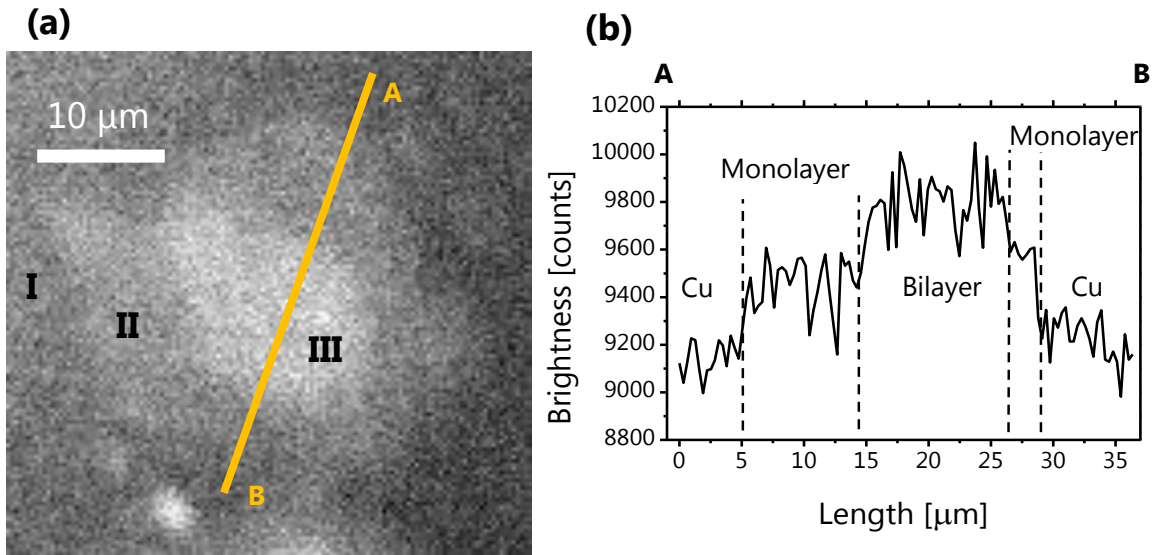 (a)
10 μm
A
I
II
III
B
(b)
A
B
Brightness [counts]
10200
10000
9800
9600
9400
9200
9000
8800
Monolayer
Monolayer
Cu
Bilayer
Cu
0
5
10
15
20
25
30
35
Length [μm]